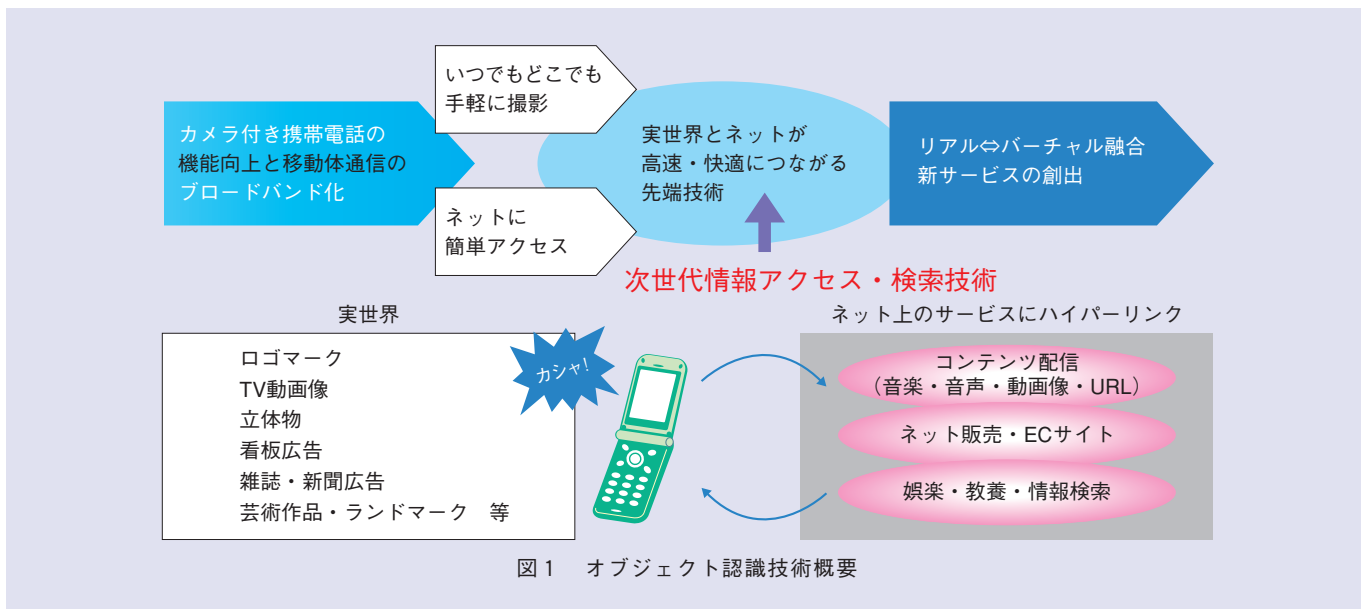 いつでもどこでも
手軽に撮影
カメラ付き携帯電話の
機能向上と移動体通信の
ブロードバンド化
実世界とネットが
高速・快適につながる
先端技術
リアル⇔バーチャル融合
新サービスの創出
ネットに
簡単アクセス
次世代情報アクセス・検索技術
実世界
ロゴマーク
TV動画像
立体物
看板広告
雑誌・新聞広告
芸術作品・ランドマーク 等
カシャ!
ネット上のサービスにハイパーリンク
コンテンツ配信
(音楽・音声・動画像・URL)
ネット販売・ECサイト
娯楽・教養・情報検索
図1 オブジェクト認識技術概要